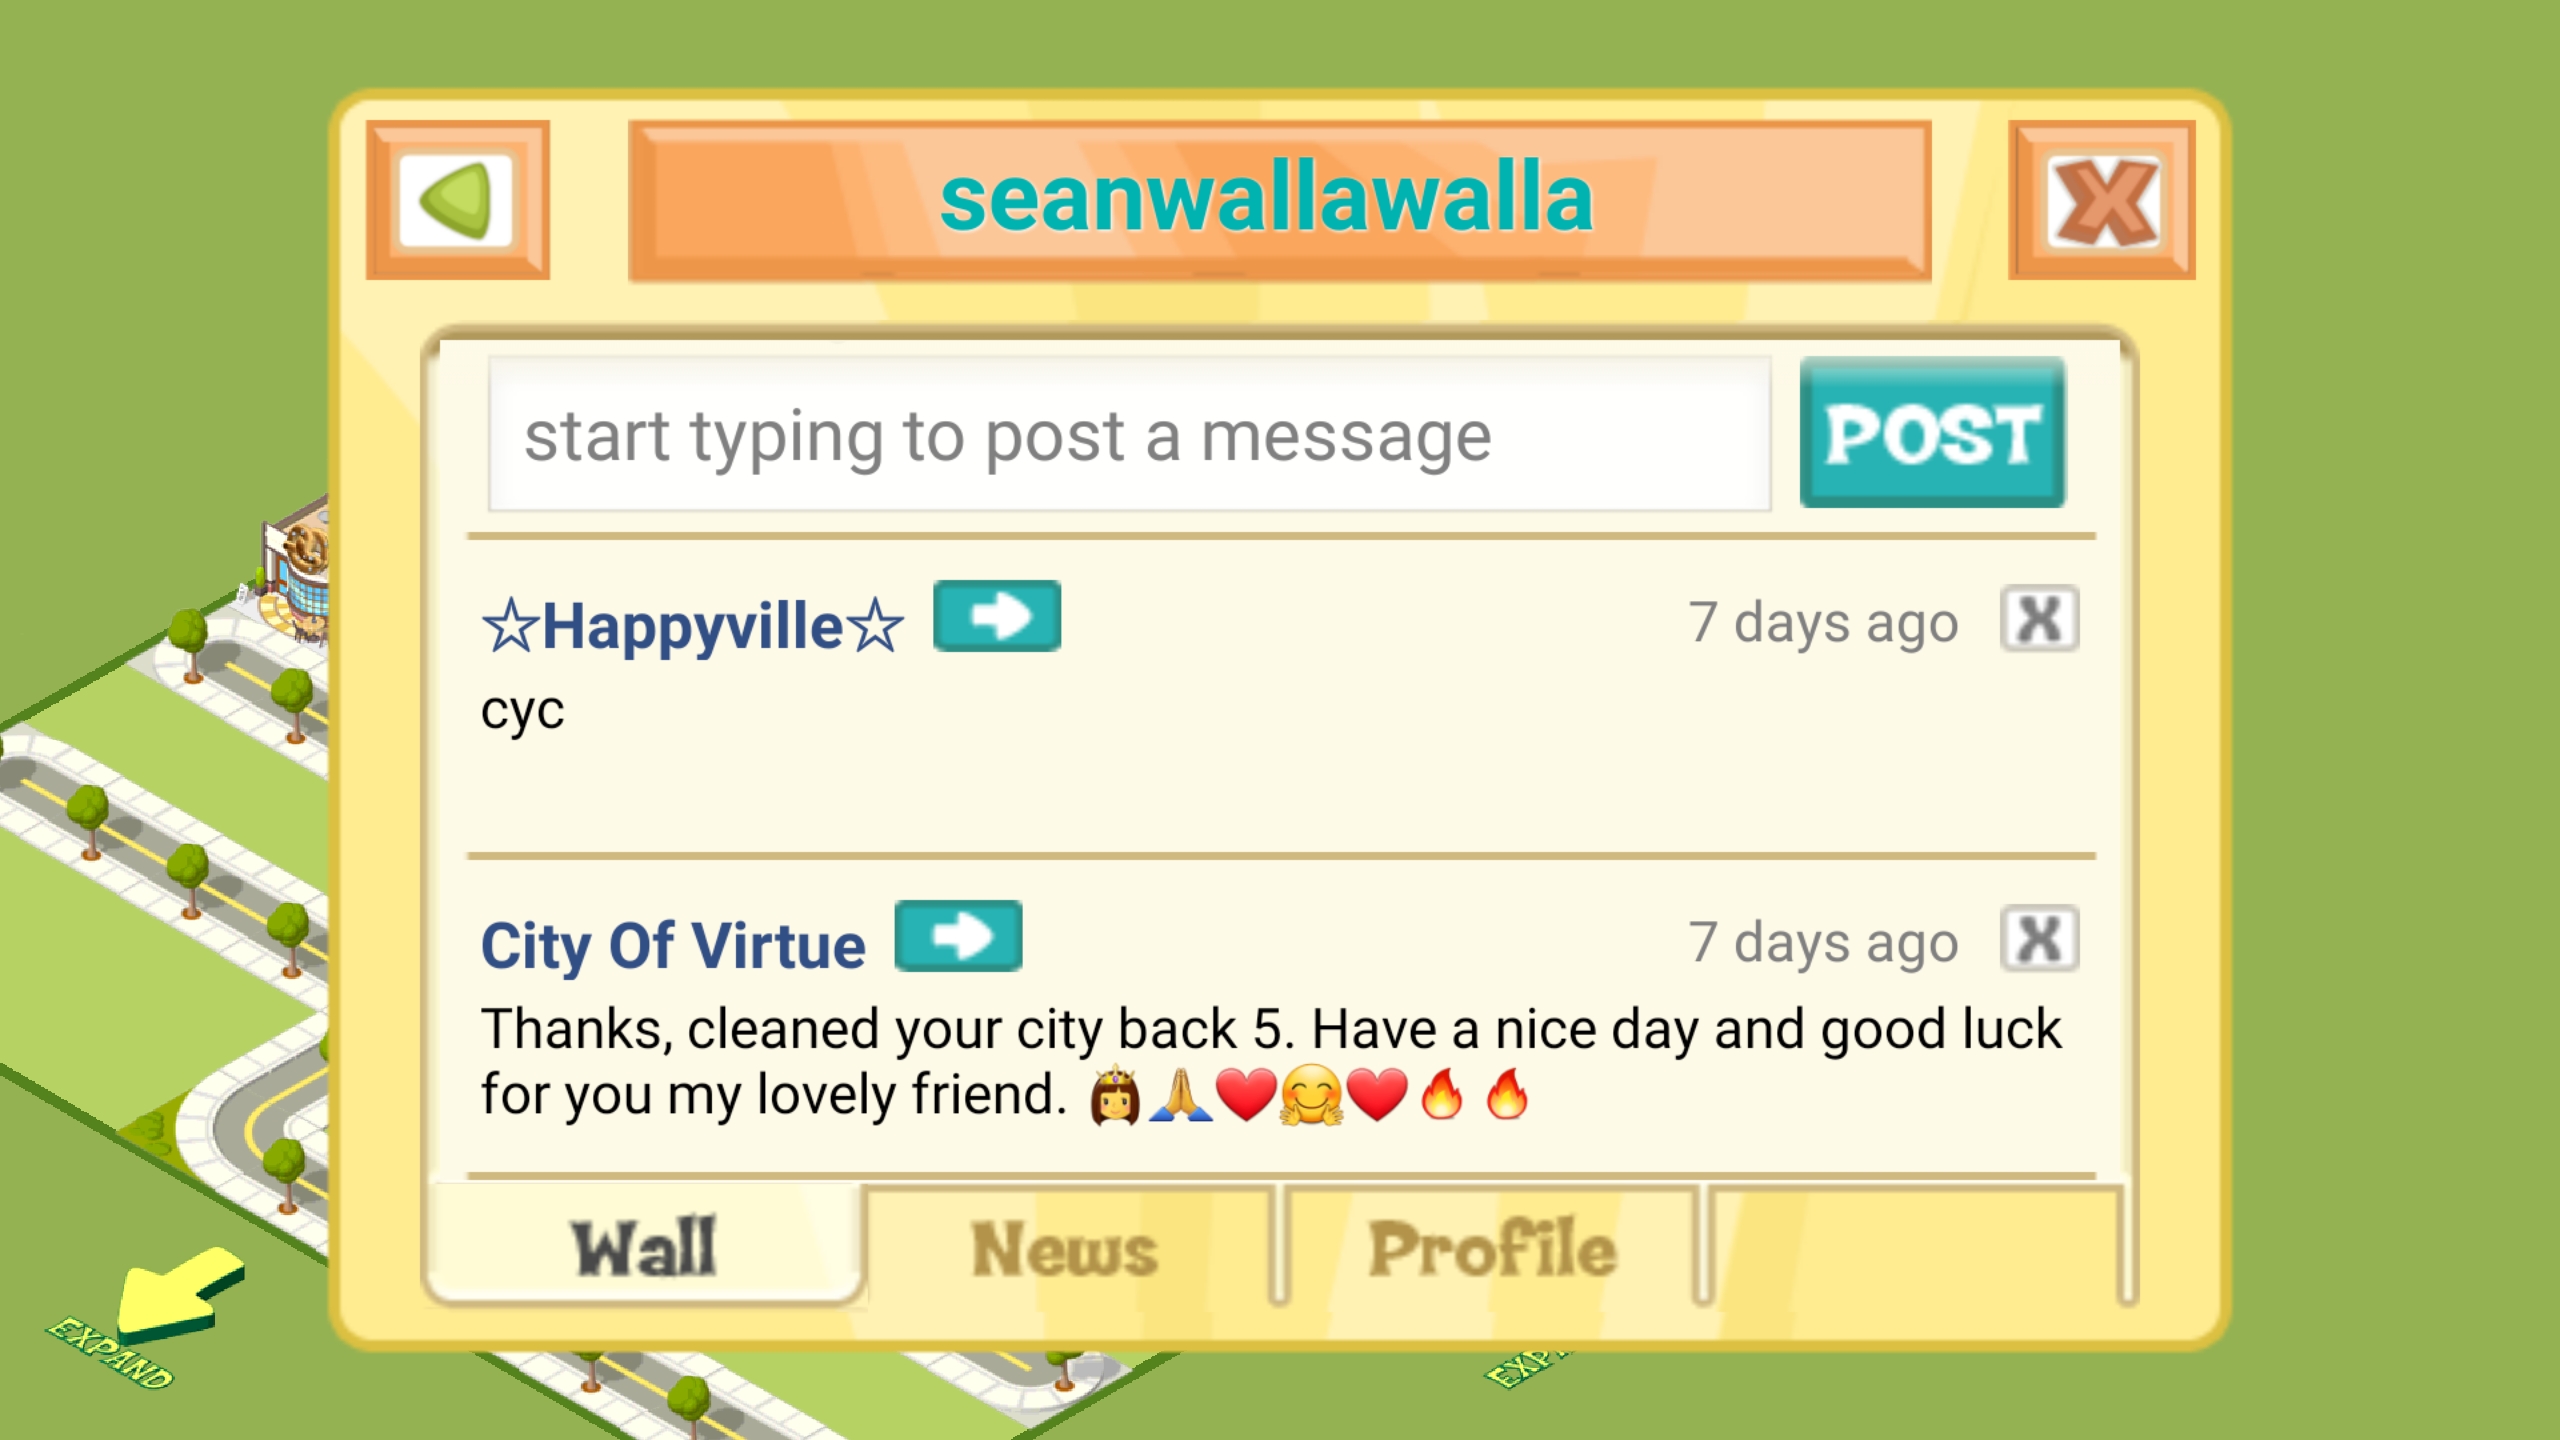 seanwallawalla
start typing to post a message
POST
☆Happyville☆
7 days ago
X
cyc
City Of Virtue
7 days ago
X
Thanks, cleaned your city back 5. Have a nice day and good luck
for you my lovely friend. 👸🙏❤️🤗❤️🔥🔥
Wall
News
Profile
EXPAND